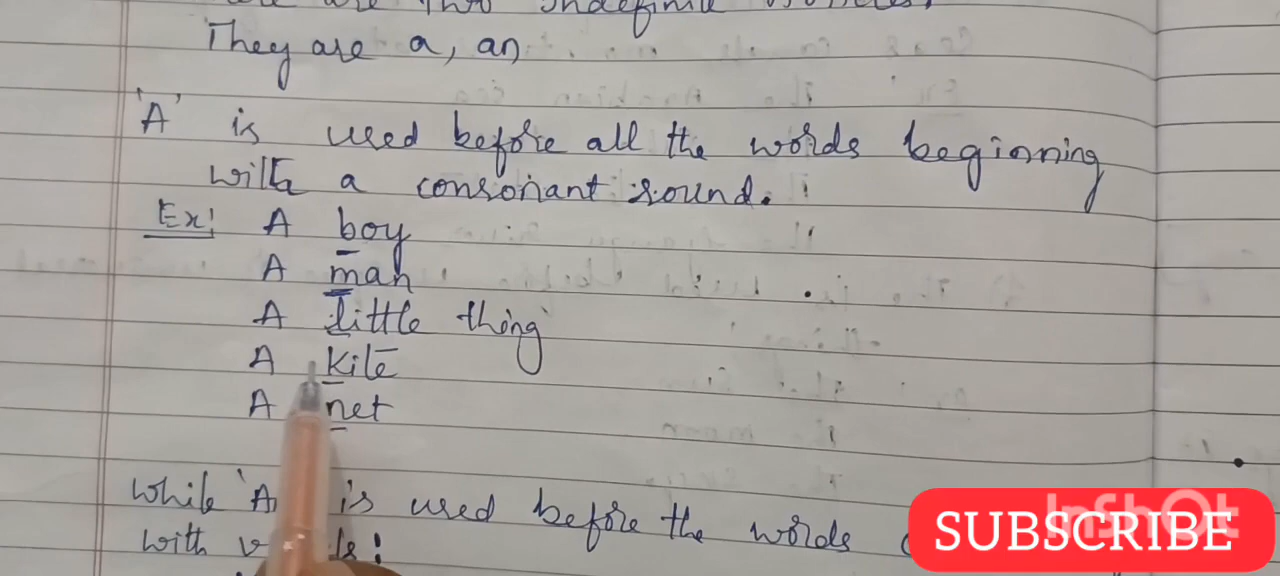 They are a, an
'A' is used before all the words beginning
with a consonant sound.
Ex: A boy
A man
A little thing
A kite
A net
While 'A is used before the words
with
SUBSCRIBE
InShOt